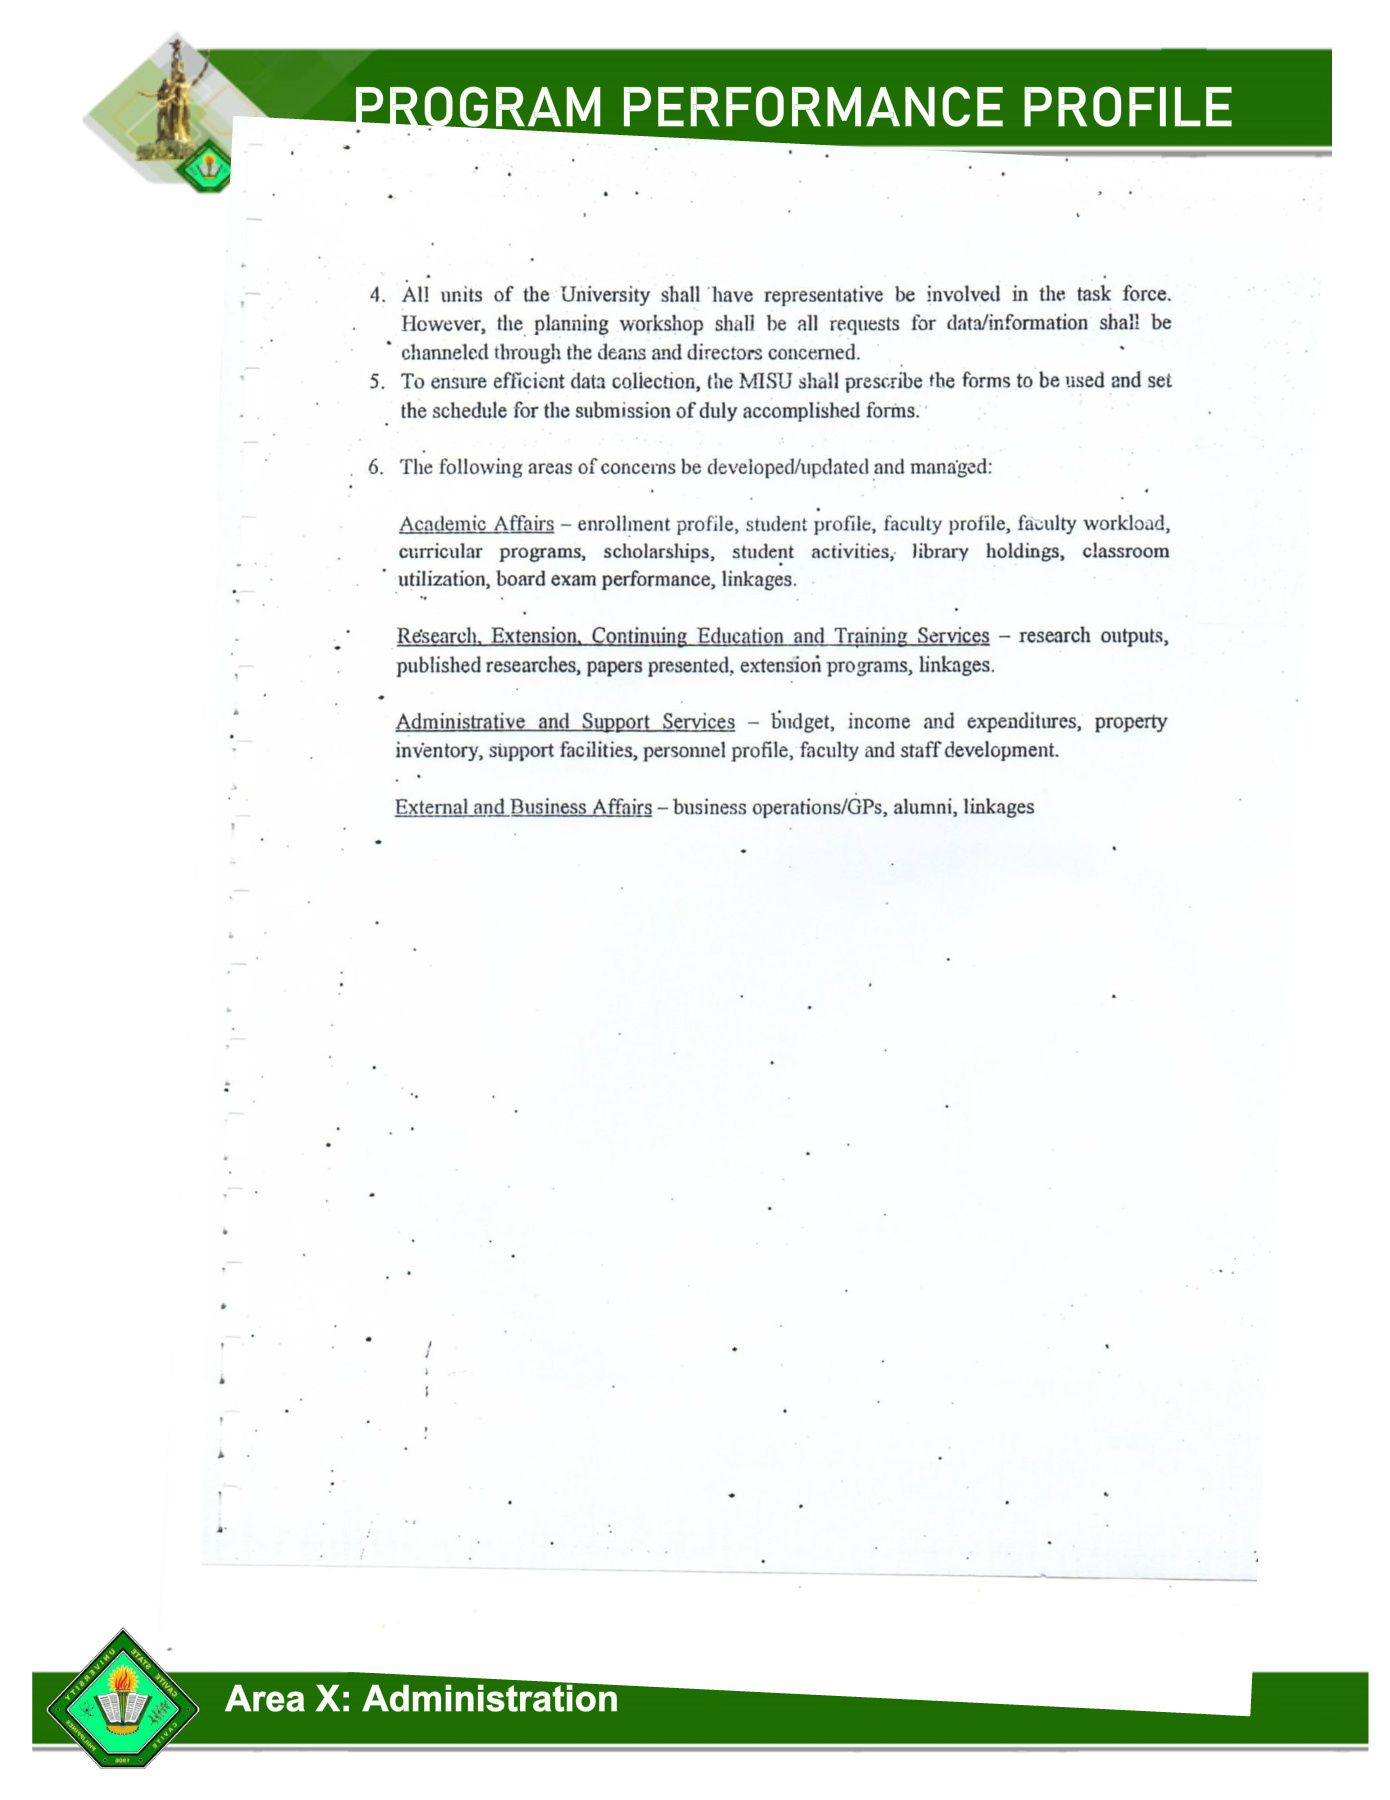 PROGRAM PERFORMANCE PROFILE
4. All units of the University shall have representative be involved in the task force.
However, the planning workshop shall be all requests for data/information shall be
channeled through the deans and directors concerned.
5. To ensure efficient data collection, the MISU shall prescribe the forms to be used and set
the schedule for the submission of duly accomplished forms.
6. The following areas of concerns be developed/updated and managed:
Academic Affairs – enrollment profile, student profile, faculty profile, faculty workload,
curricular programs, scholarships, student activities, library holdings, classroom
utilization, board exam performance, linkages.
Research, Extension, Continuing Education and Training Services – research outputs,
published researches, papers presented, extension programs, linkages.
Administrative and Support Services – budget, income and expenditures, property
inventory, support facilities, personnel profile, faculty and staff development.
External and Business Affairs – business operations/GPs, alumni, linkages
CAVITE STATE UNIVERSITY
CAVITE
PHILIPPINES
1906
Area X: Administration